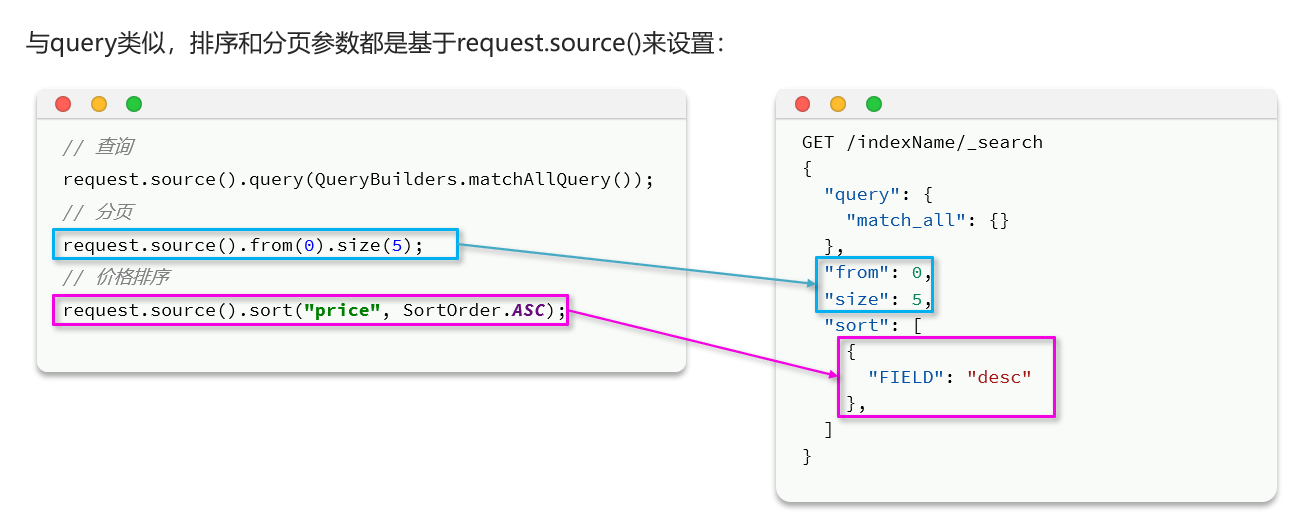 与query类似，排序和分页参数都是基于request.source()来设置：
// 查询
request.source().query(QueryBuilders.matchAllQuery());
// 分页
request.source().from(0).size(5);
// 价格排序
request.source().sort("price", SortOrder.ASC);
GET /indexName/_search
{
  "query": {
    "match_all": {}
  },
  "from": 0,
  "size": 5,
  "sort": [
    {
      "FIELD": "desc"
    },
  ]
}